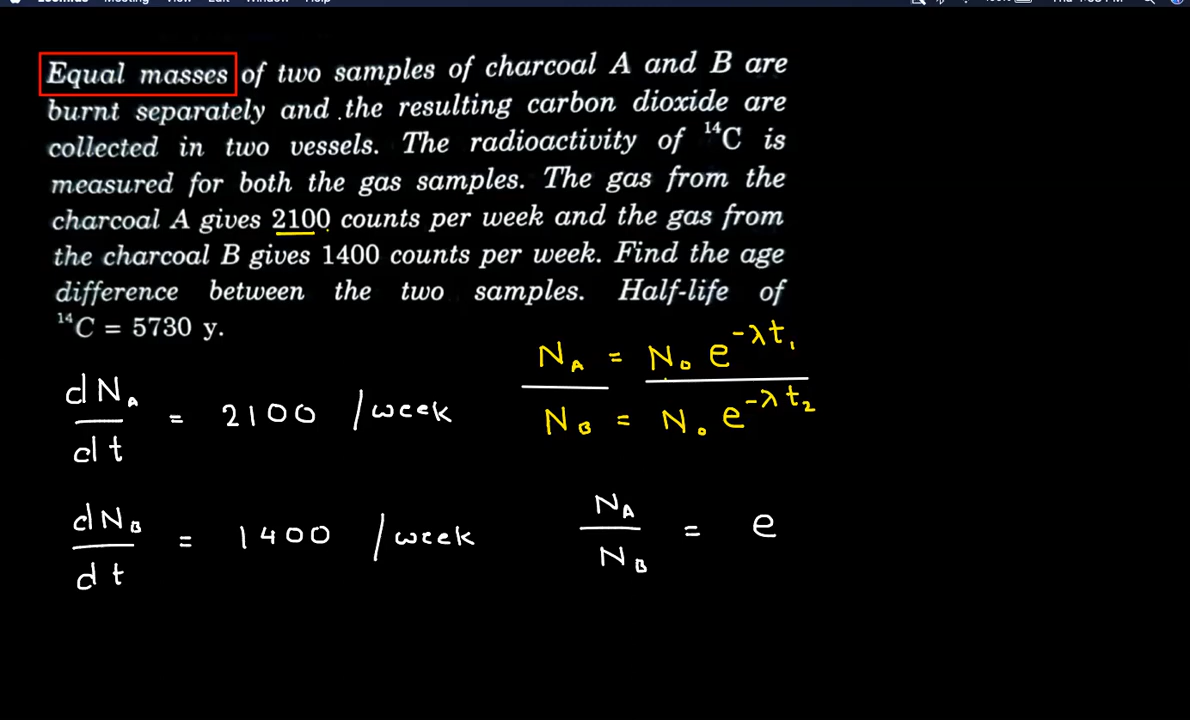 Equal masses of two samples of charcoal A and B are
burnt separately and the resulting carbon dioxide are
collected in two vessels. The radioactivity of ¹⁴C is
measured for both the gas samples. The gas from the
charcoal A gives 2100 counts per week and the gas from
the charcoal B gives 1400 counts per week. Find the age
difference between the two samples. Half-life of
¹⁴C = 5730 y.
dN_A/dt = 2100 /week
N_A = N₀ e^(-λt₁)
N_B = N₀ e^(-λt₂)
dN_B/dt = 1400 /week
N_A/N_B = e